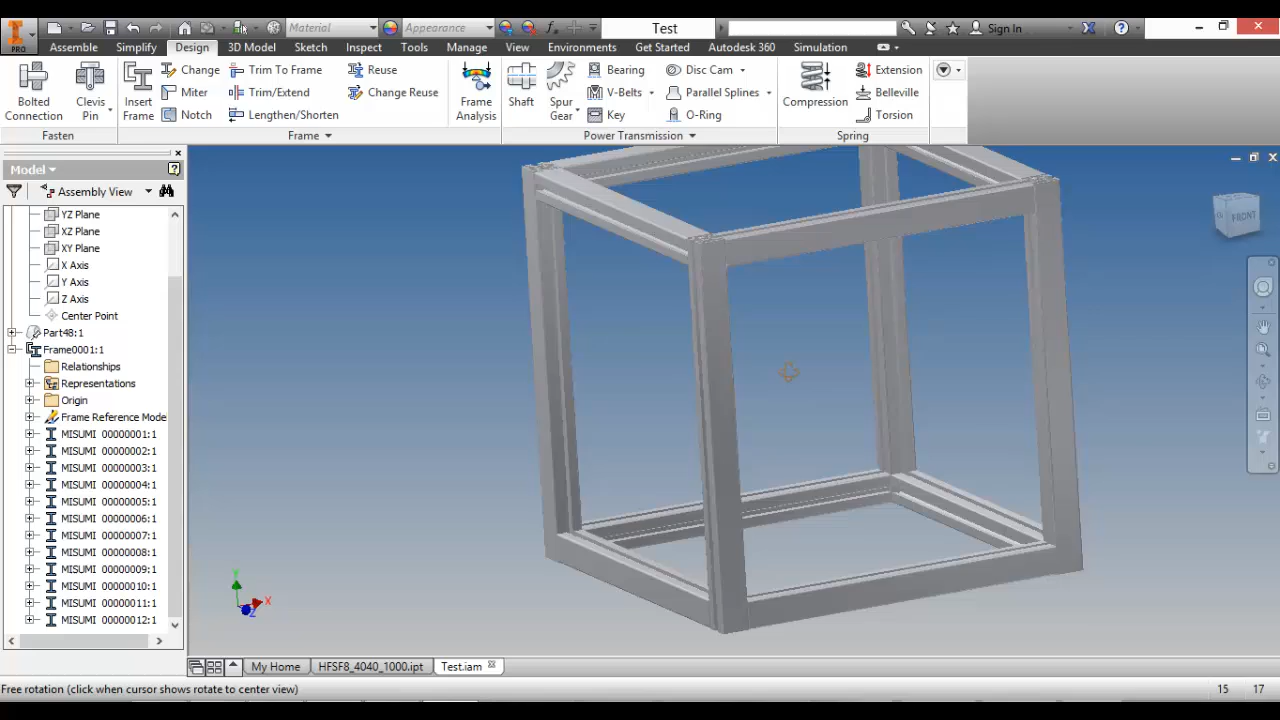 PRO
Material
Appearance
Test
Sign In
Assemble Simplify Design 3D Model Sketch Inspect Tools Manage View Environments Get Started Autodesk 360 Simulation
Bolted Connection
Clevis Pin
Insert Frame
Change
Miter
Notch
Trim To Frame
Trim/Extend
Lengthen/Shorten
Reuse
Change Reuse
Frame Analysis
Shaft
Spur Gear
Bearing
V-Belts
Key
Disc Cam
Parallel Splines
O-Ring
Compression
Extension
Belleville
Torsion
Fasten Frame Power Transmission Spring
Model
Assembly View
YZ Plane
XZ Plane
XY Plane
X Axis
Y Axis
Z Axis
Center Point
Part48:1
Frame0001:1
Relationships
Representations
Origin
Frame Reference Mode
MISUMI 00000001:1
MISUMI 00000002:1
MISUMI 00000003:1
MISUMI 00000004:1
MISUMI 00000005:1
MISUMI 00000006:1
MISUMI 00000007:1
MISUMI 00000008:1
MISUMI 00000009:1
MISUMI 00000010:1
MISUMI 00000011:1
MISUMI 00000012:1
FRONT
Y
X
Z
My Home HFSF8_4040_1000.ipt Test.iam
Free rotation (click when cursor shows rotate to center view) 15 17